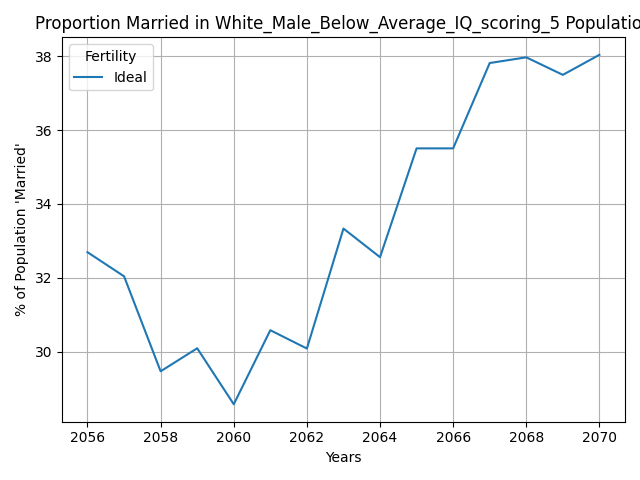 Proportion Married in White_Male_Below_Average_IQ_scoring_5 Populatio
Fertility
Ideal
% of Population 'Married'
38
36
34
32
30
2056 2058 2060 2062 2064 2066 2068 2070
Years